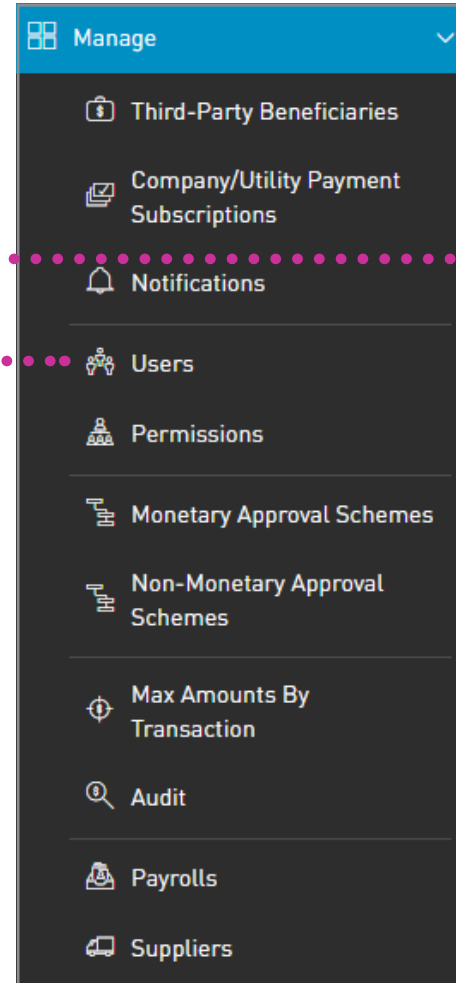 Manage
Third-Party Beneficiaries
Company/Utility Payment
Subscriptions
Notifications
Users
Permissions
Monetary Approval Schemes
Non-Monetary Approval
Schemes
Max Amounts By
Transaction
Audit
Payrolls
Suppliers